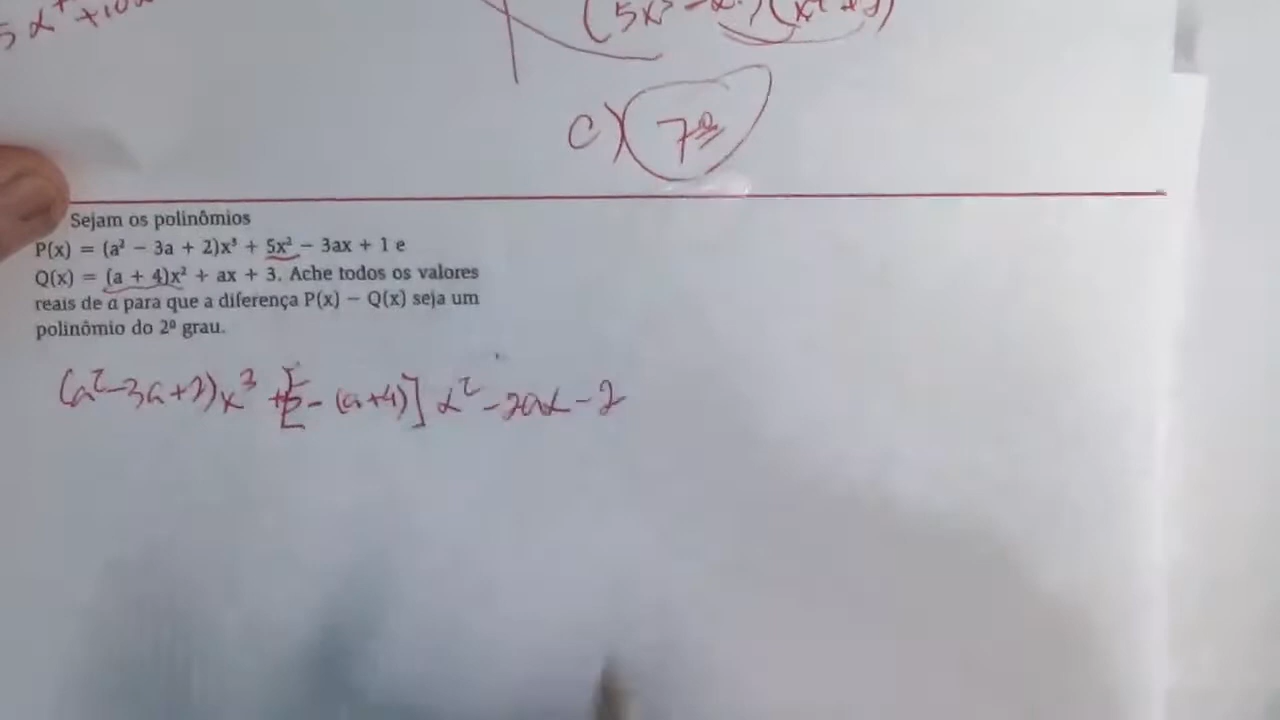 (5x³
c) 7º
Sejam os polinômios
P(x) = (a² − 3a + 2)x³ + 5x² − 3ax + 1 e
Q(x) = (a + 4)x² + ax + 3. Ache todos os valores
reais de a para que a diferença P(x) − Q(x) seja um
polinômio do 2º grau.
(a²-3a+2)x³ + [5 - (a+4)] x² - 2ax - 2